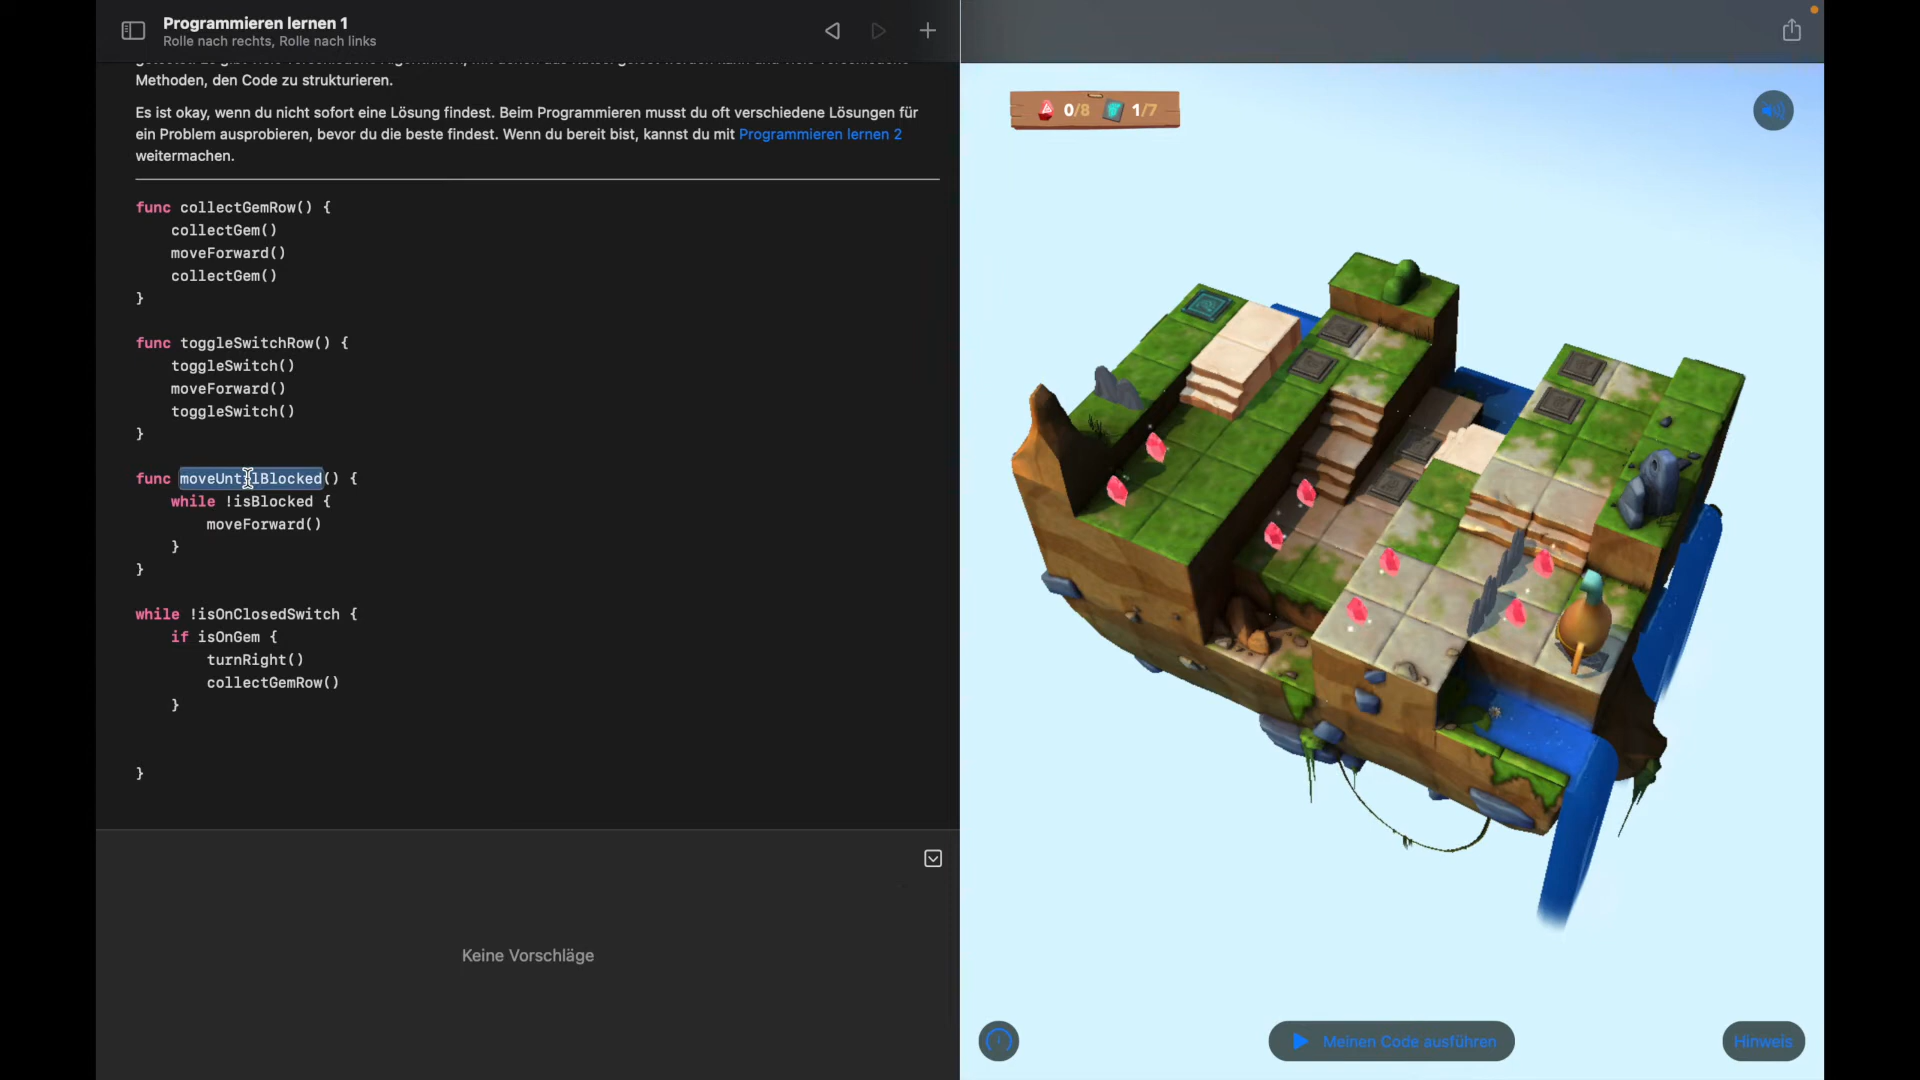 Programmieren lernen 1
Rolle nach rechts, Rolle nach links
Methoden, den Code zu strukturieren.
Es ist okay, wenn du nicht sofort eine Lösung findest. Beim Programmieren musst du oft verschiedene Lösungen für
ein Problem ausprobieren, bevor du die beste findest. Wenn du bereit bist, kannst du mit Programmieren lernen 2
weitermachen.
func collectGemRow() {
collectGem()
moveForward()
collectGem()
}
func toggleSwitchRow() {
toggleSwitch()
moveForward()
toggleSwitch()
}
func moveUntilBlocked() {
while !isBlocked {
moveForward()
}
}
while !isOnClosedSwitch {
if isOnGem {
turnRight()
collectGemRow()
}
}
Keine Vorschläge
0/8 1/7
Meinen Code ausführen
Hinweis